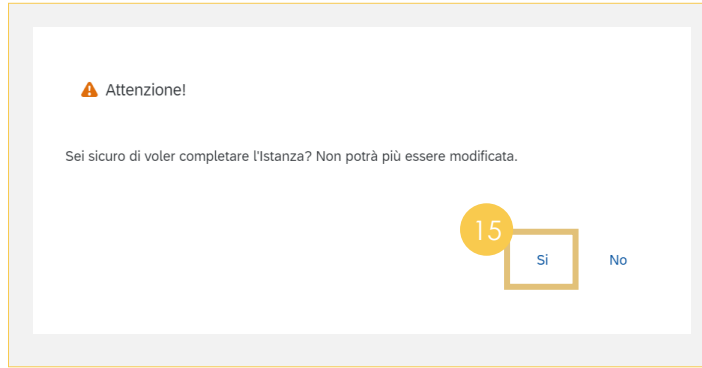 Attenzione!
Sei sicuro di voler completare l'Istanza? Non potrà più essere modificata.
15
Si
No